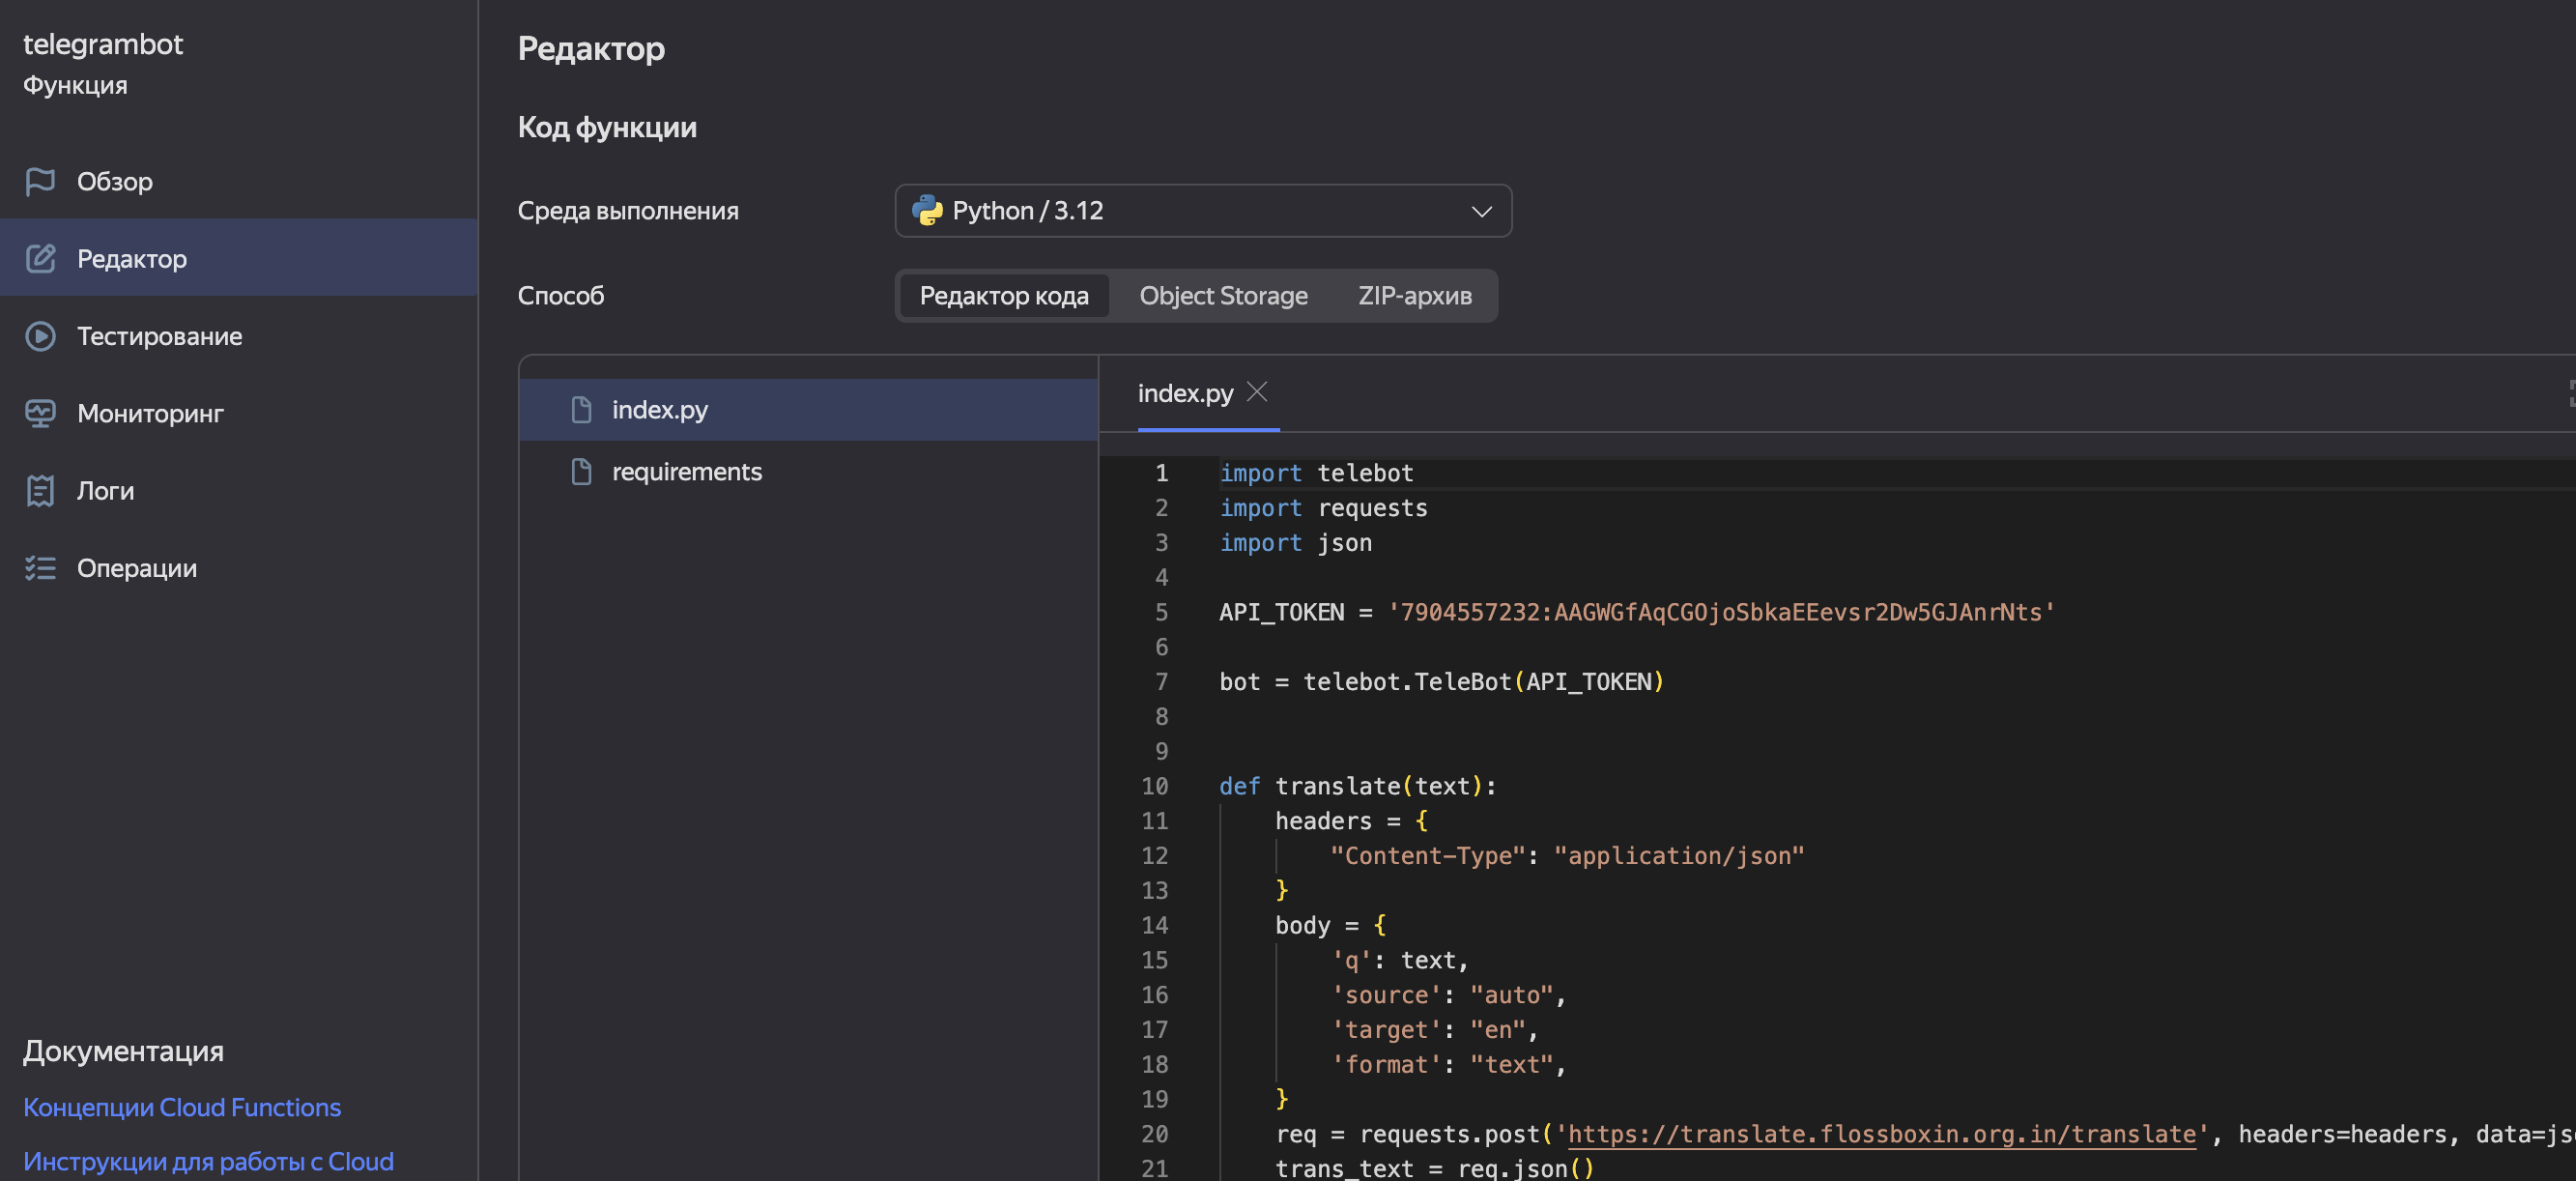 telegrambot
Функция
Обзор
Редактор
Тестирование
Мониторинг
Логи
Операции
Документация
Концепции Cloud Functions
Инструкции для работы с Cloud
Редактор
Код функции
Среда выполнения
Python / 3.12
Способ
Редактор кода Object Storage ZIP-архив
index.py
requirements
index.py
1 import telebot
2 import requests
3 import json
4
5 API_TOKEN = '7904557232:AAGWGfAqCGOjoSbkaEEevsr2Dw5GJAnrNts'
6
7 bot = telebot.TeleBot(API_TOKEN)
8
9
10 def translate(text):
11     headers = {
12         "Content-Type": "application/json"
13     }
14     body = {
15         'q': text,
16         'source': "auto",
17         'target': "en",
18         'format': "text",
19     }
20     req = requests.post('https://translate.flossboxin.org.in/translate', headers=headers, data=js
21     trans_text = req.json()